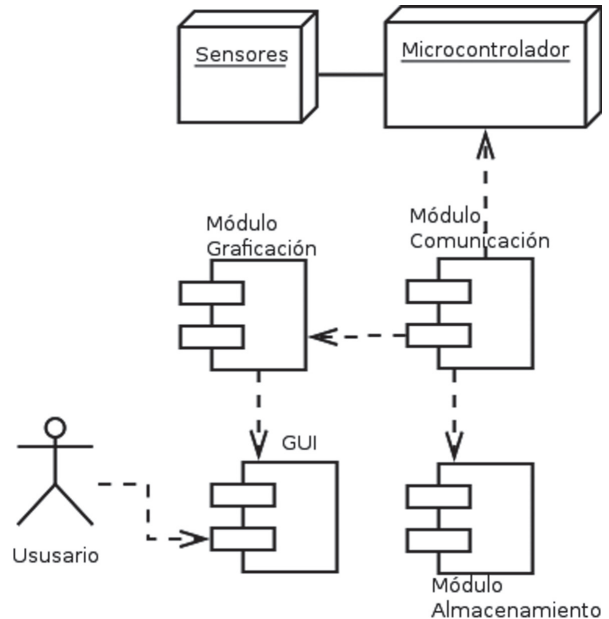 Sensores
Microcontrolador
Módulo
Graficación
Módulo
Comunicación
GUI
Ususario
Módulo
Almacenamiento